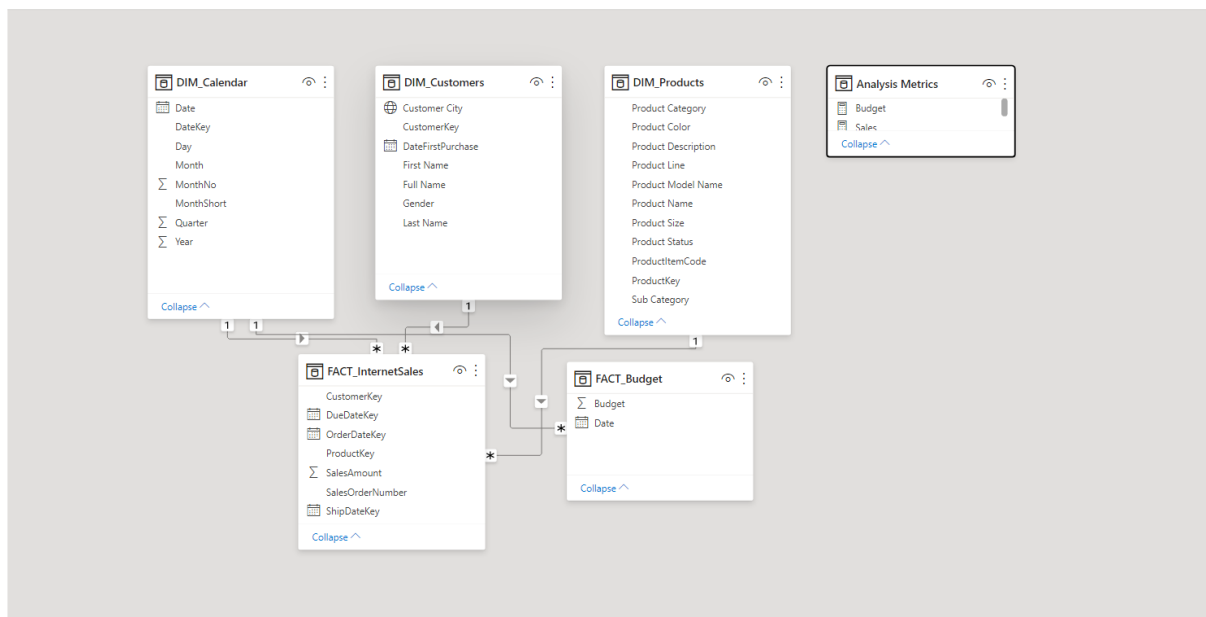 DIM_Calendar
Date
DateKey
Day
Month
MonthNo
MonthShort
Quarter
Year
Collapse
DIM_Customers
Customer City
CustomerKey
DateFirstPurchase
First Name
Full Name
Gender
Last Name
Collapse
DIM_Products
Product Category
Product Color
Product Description
Product Line
Product Model Name
Product Name
Product Size
Product Status
ProductItemCode
ProductKey
Sub Category
Collapse
Analysis Metrics
Budget
Sales
Collapse
1 1
1
1
* *
*
*
FACT_InternetSales
CustomerKey
DueDateKey
OrderDateKey
ProductKey
SalesAmount
SalesOrderNumber
ShipDateKey
Collapse
FACT_Budget
Budget
Date
Collapse